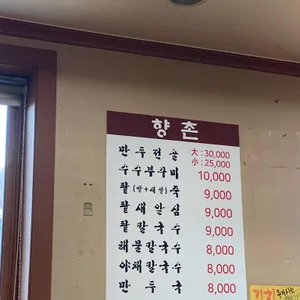 향촌
만두전골 大:30,000
小:25,000
수수부꾸미 10,000
팥(쌀+새알)죽 9,000
팥새알심 9,000
팥칼국수 9,000
해물칼국수 8,000
야채칼국수 8,000
만두국 8,000